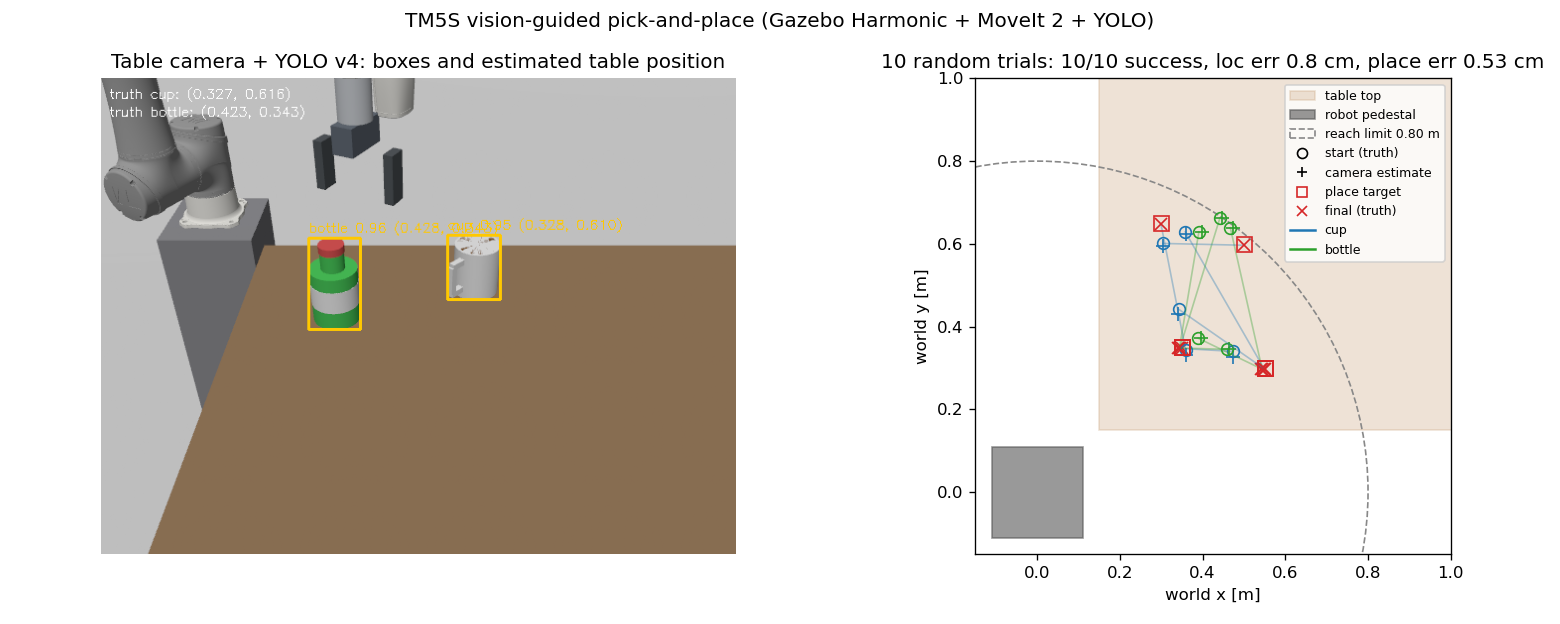 TM5S vision-guided pick-and-place (Gazebo Harmonic + MoveIt 2 + YOLO)
Table camera + YOLO v4: boxes and estimated table position
truth cup: (0.327, 0.616)
truth bottle: (0.423, 0.343)
bottle 0.98
10 random trials: 10/10 success, loc err 0.8 cm, place err 0.53 cm
table top
robot pedestal
reach limit 0.80 m
start (truth)
camera estimate
place target
final (truth)
cup
bottle
1.0
0.8
0.6
0.4
0.2
0.0
world y [m]
0.0 0.2 0.4 0.6 0.8 1.0
world x [m]